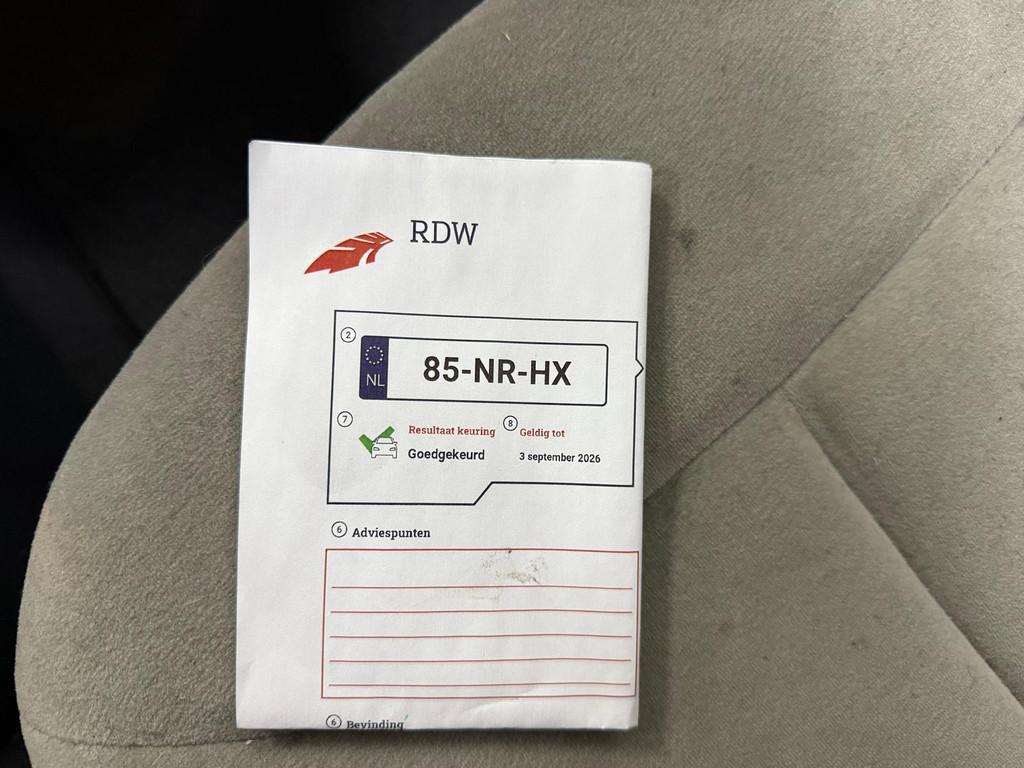 RDW
2
NL 85-NR-HX
7 Resultaat keuring 8 Geldig tot
Goedgekeurd 3 september 2026
6 Adviespunten
6 Bevinding